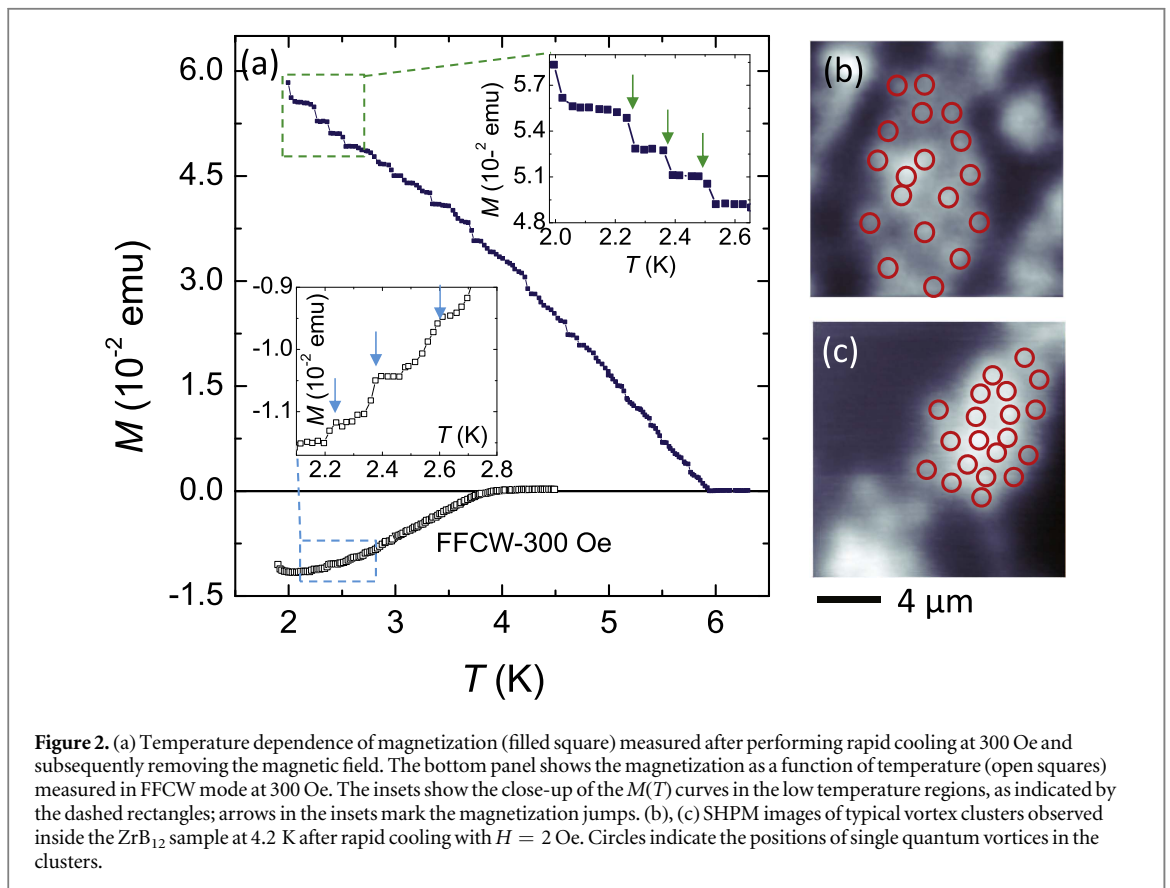 (a)
6.0
4.5
3.0
1.5
0.0
-1.5
M (10-2 emu)
2 3 4 5 6
T (K)
5.7
5.4
5.1
4.8
M (10-2 emu)
2.0 2.2 2.4 2.6
T (K)
-0.9
-1.0
-1.1
M (10-2 emu)
T (K)
2.2 2.4 2.6 2.8
FFCW-300 Oe
(b)
(c)
4 μm
Figure 2. (a) Temperature dependence of magnetization (filled square) measured after performing rapid cooling at 300 Oe and
subsequently removing the magnetic field. The bottom panel shows the magnetization as a function of temperature (open squares)
measured in FFCW mode at 300 Oe. The insets show the close-up of the M(T) curves in the low temperature regions, as indicated by
the dashed rectangles; arrows in the insets mark the magnetization jumps. (b), (c) SHPM images of typical vortex clusters observed
inside the ZrB12 sample at 4.2 K after rapid cooling with H = 2 Oe. Circles indicate the positions of single quantum vortices in the
clusters.